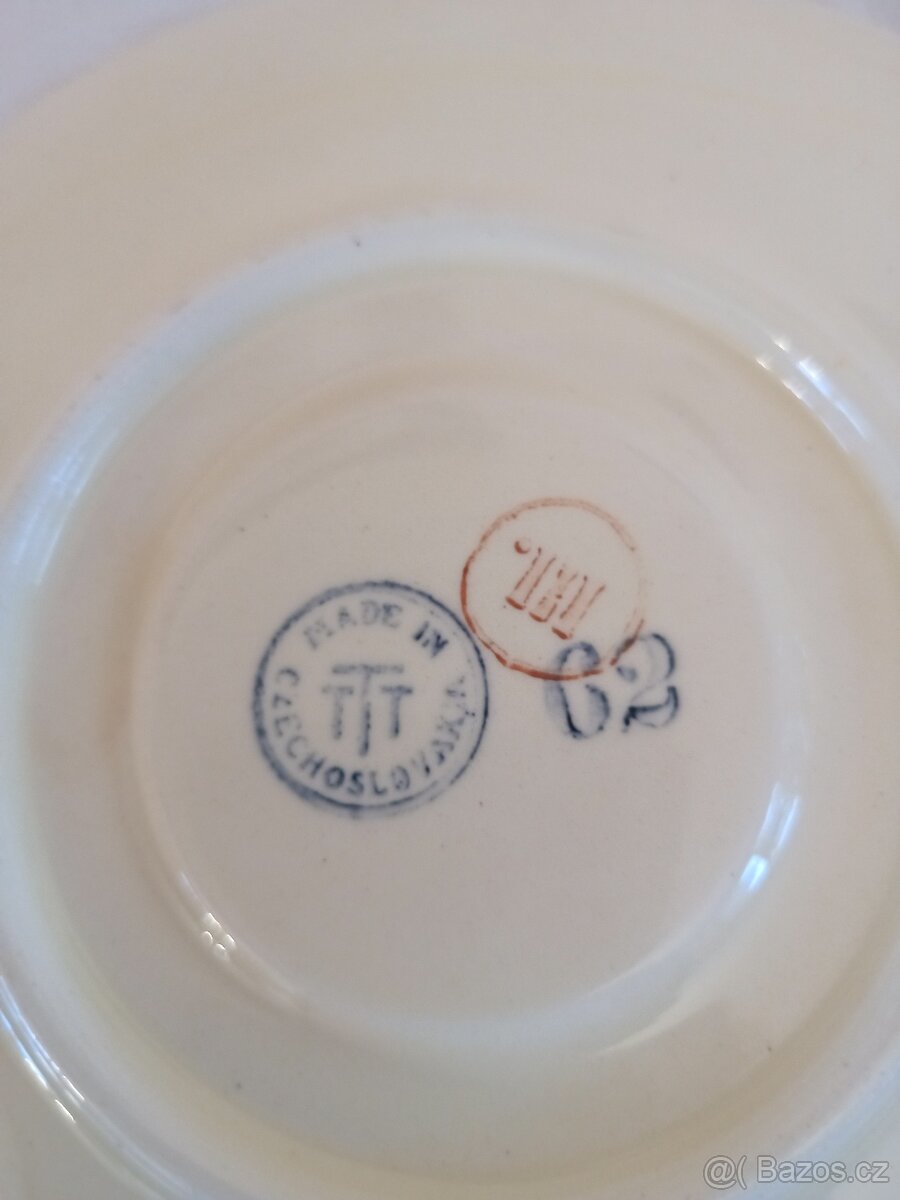 MADE IN
TTT
CZECHOSLOVAKIA
62
@( Bazos.cz